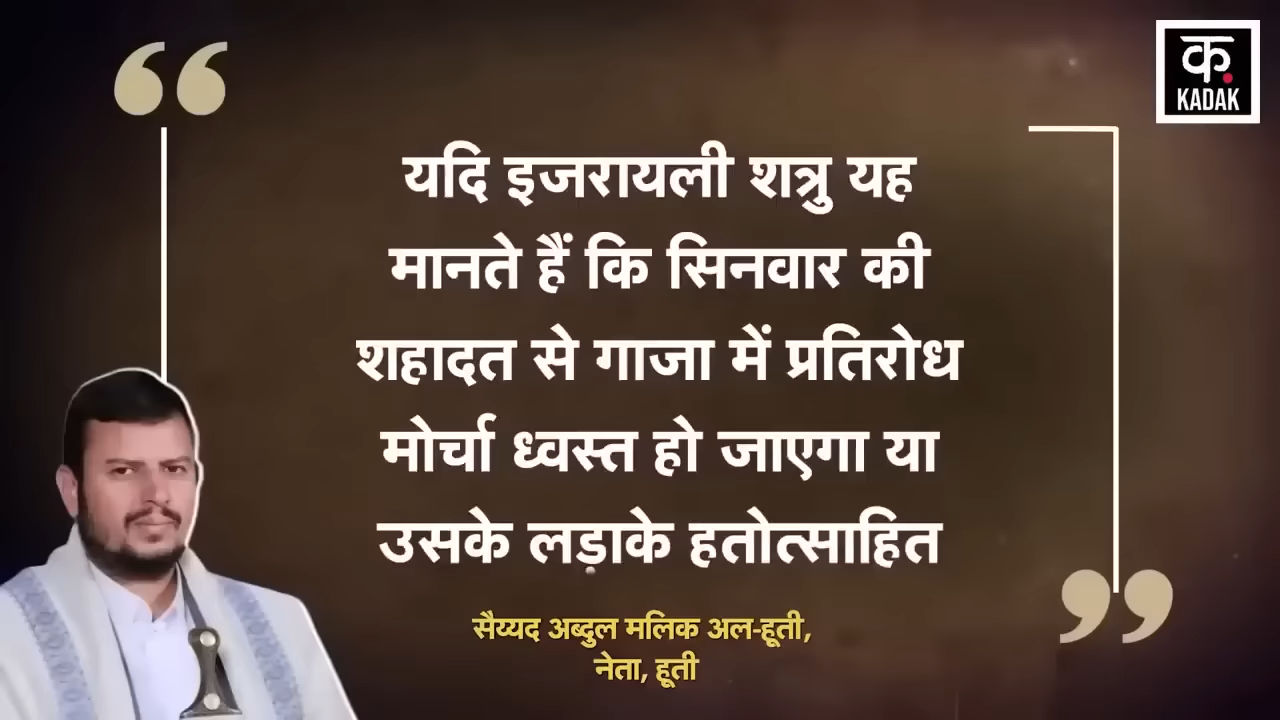 क
KADAK
यदि इजरायली शत्रु यह
मानते हैं कि सिनवार की
शहादत से गाजा में प्रतिरोध
मोर्चा ध्वस्त हो जाएगा या
उसके लड़ाके हतोत्साहित
सैय्यद अब्दुल मलिक अल-हूती,
नेता, हूती